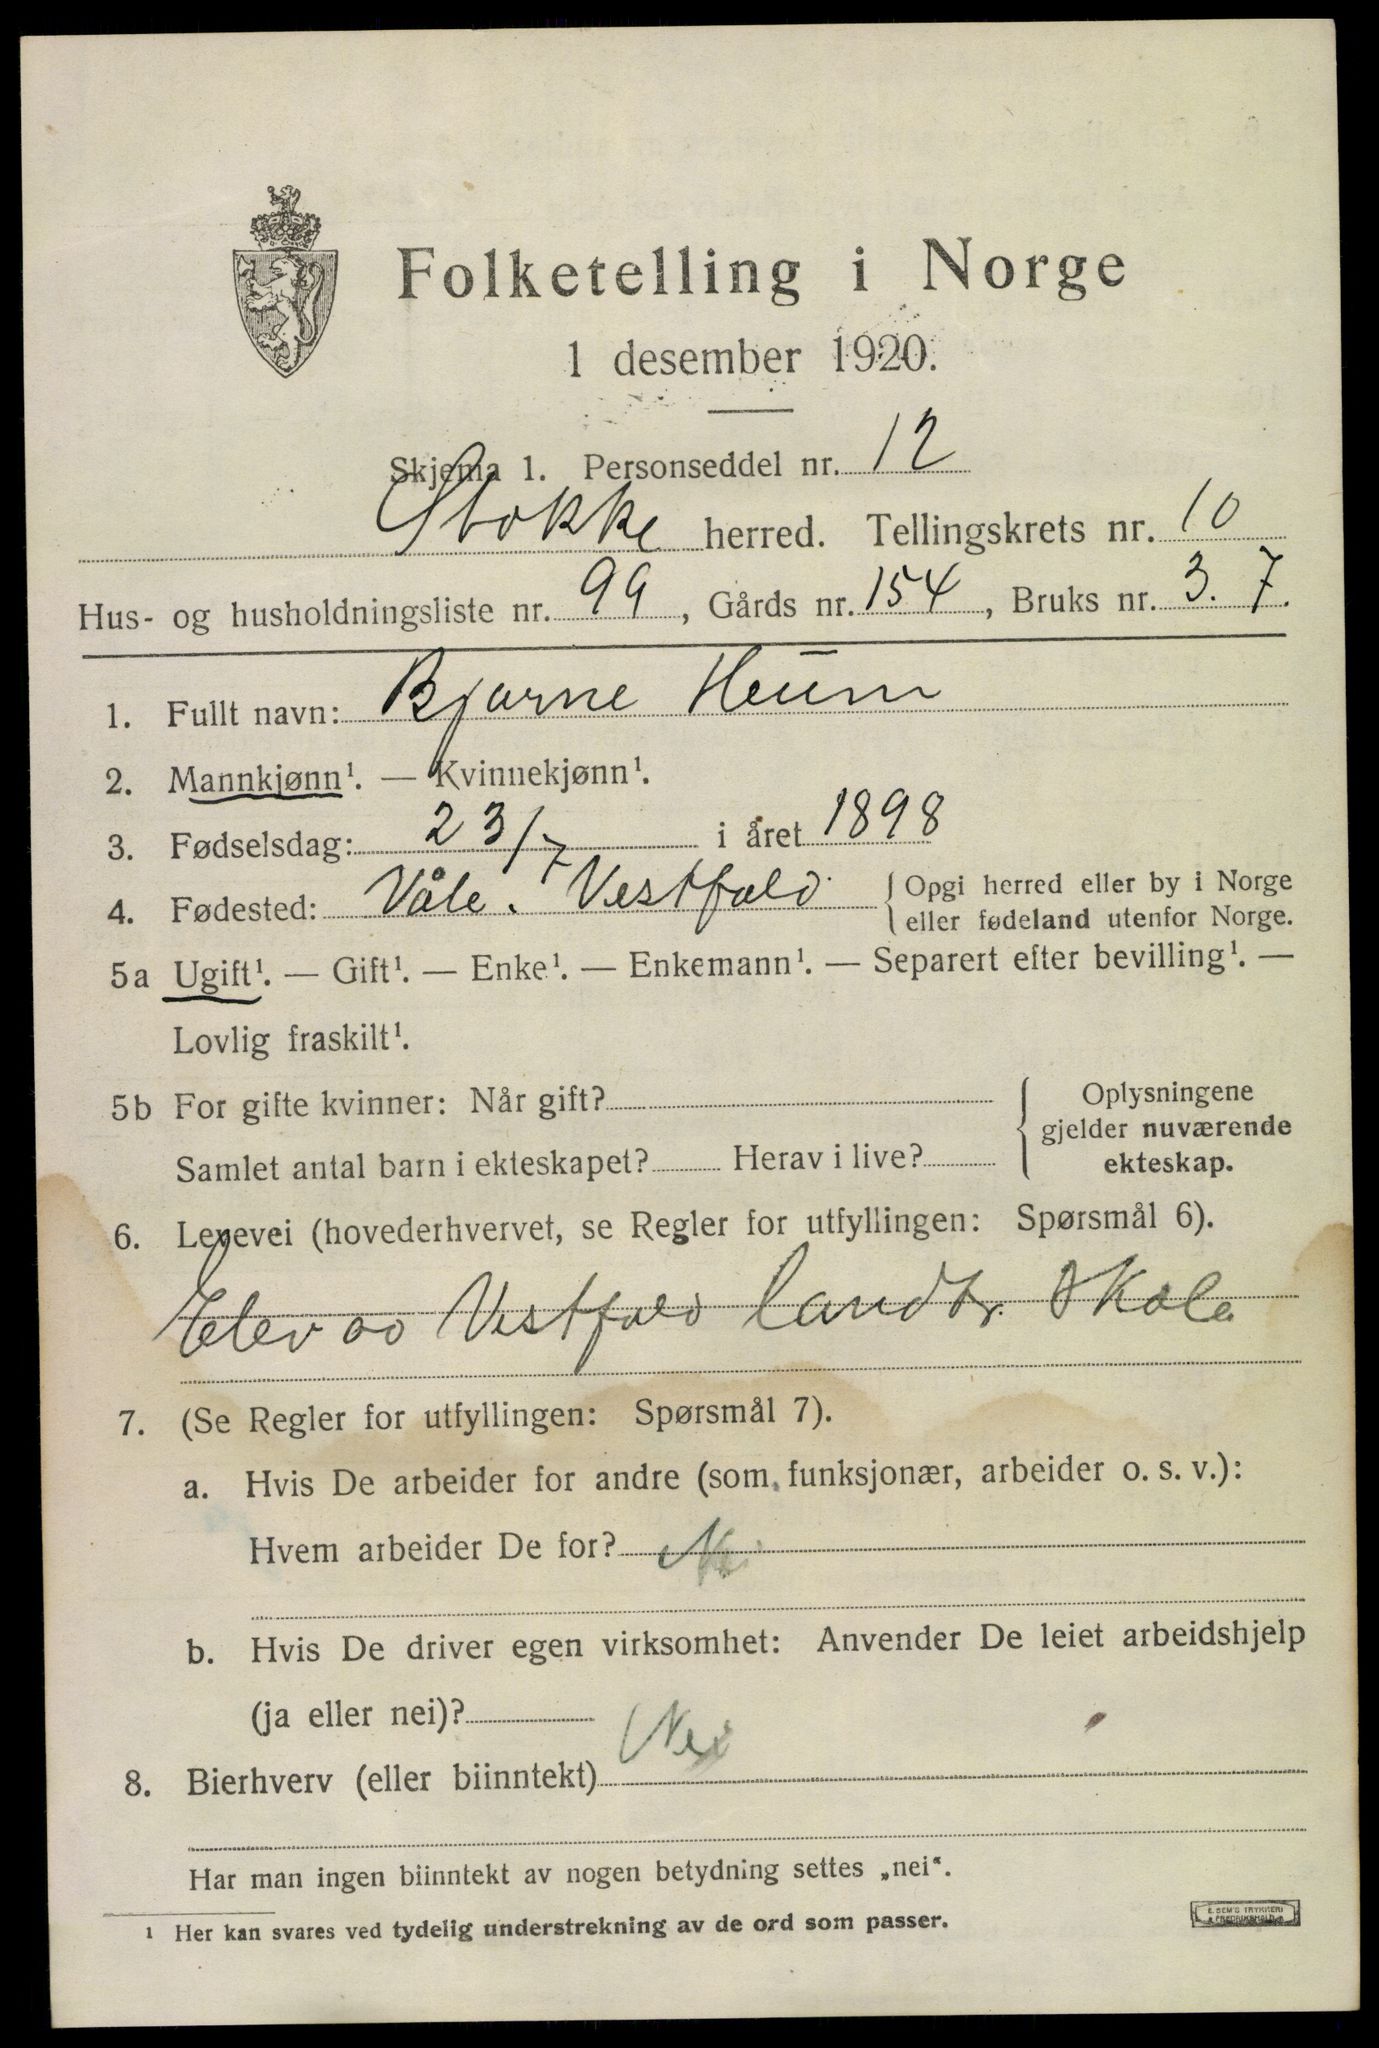 Folketelling i Norge
1 desember 1920.
Skjema 1. Personseddel nr. 12
Stokke herred. Tellingskrets nr. 10
Hus- og husholdningsliste nr. 99, Gårds nr. 154, Bruks nr. 3. 7.
1. Fullt navn: Bjarne Heum
2. Mannkjønn¹. — Kvinnekjønn¹.
3. Fødselsdag: 23/7 i året 1898
4. Fødested: Våle. Vestfold { Opgi herred eller by i Norge
eller fødeland utenfor Norge.
5a Ugift¹. — Gift¹. — Enke¹. — Enkemann¹. — Separert efter bevilling¹. —
Lovlig fraskilt¹.
5b For gifte kvinner: Når gift?
Samlet antal barn i ekteskapet? Herav i live?
{ Oplysningene
gjelder nuværende
ekteskap.
6. Levevei (hovederhvervet, se Regler for utfyllingen: Spørsmål 6).
Elev Vestfold landbr. Skole
7. (Se Regler for utfyllingen: Spørsmål 7).
a. Hvis De arbeider for andre (som funksjonær, arbeider o. s. v.):
Hvem arbeider De for?
b. Hvis De driver egen virksomhet: Anvender De leiet arbeidshjelp
(ja eller nei)?
8. Bierhverv (eller biinntekt) Nei
Har man ingen biinntekt av nogen betydning settes „nei“.
¹ Her kan svares ved tydelig understrekning av de ord som passer.
E. SEM'S TRYKKERI
FREDRIKSHALD